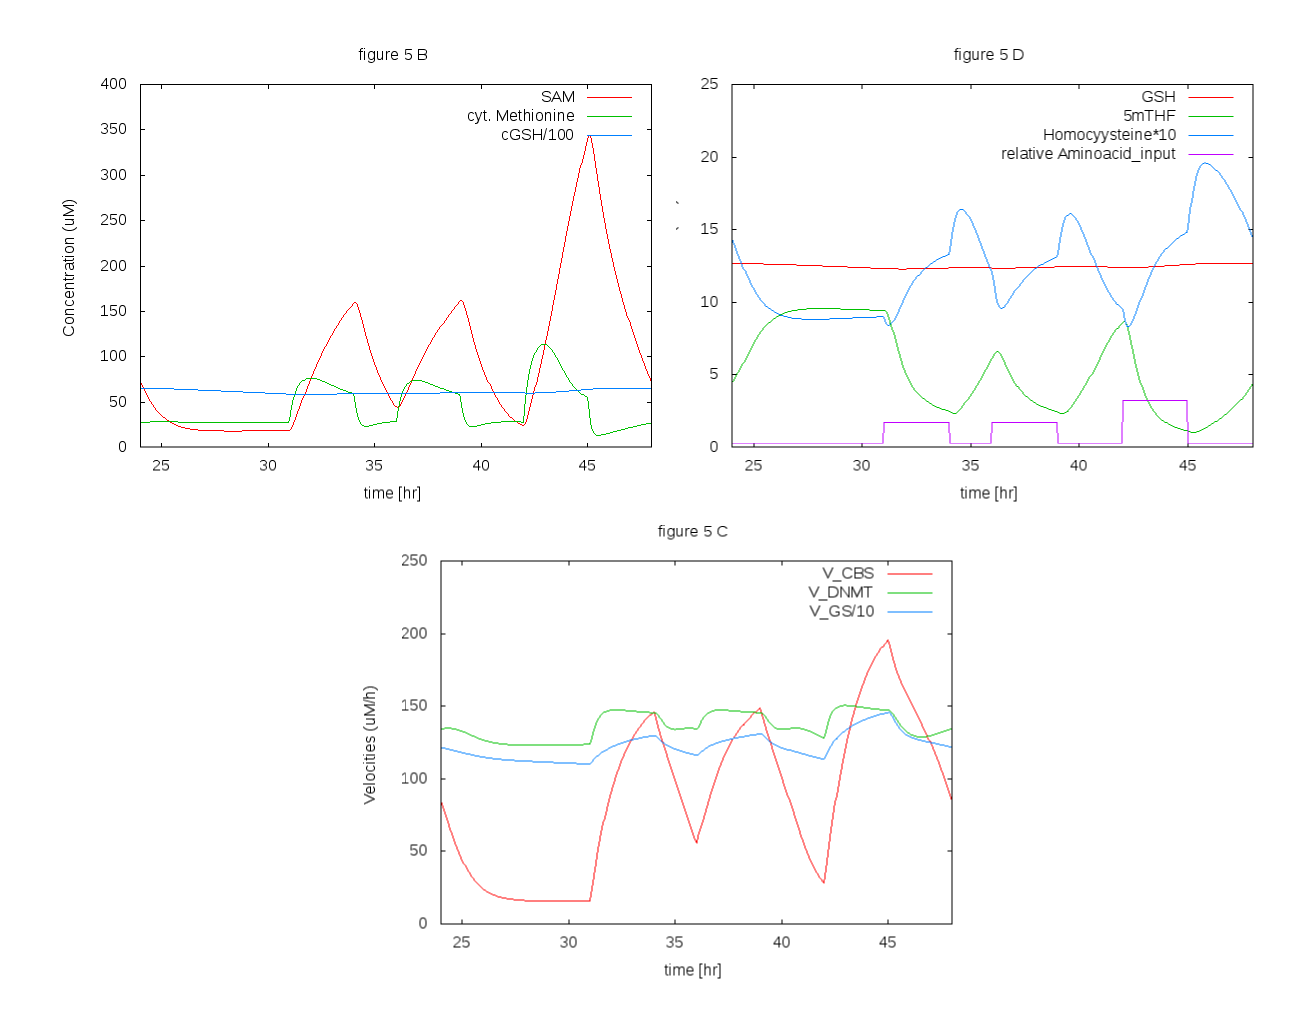 figure 5 B
400
350
300
250
200
150
100
50
0
Concentration (uM)
SAM
cyt. Methionine
cGSH/100
25 30 35 40 45
time [hr]
figure 5 D
25
20
15
10
5
0
GSH
5mTHF
Homocyysteine*10
relative Aminoacid_input
25 30 35 40 45
time [hr]
figure 5 C
250
200
150
100
50
0
Velocities (uM/h)
V_CBS
V_DNMT
V_GS/10
25 30 35 40 45
time [hr]